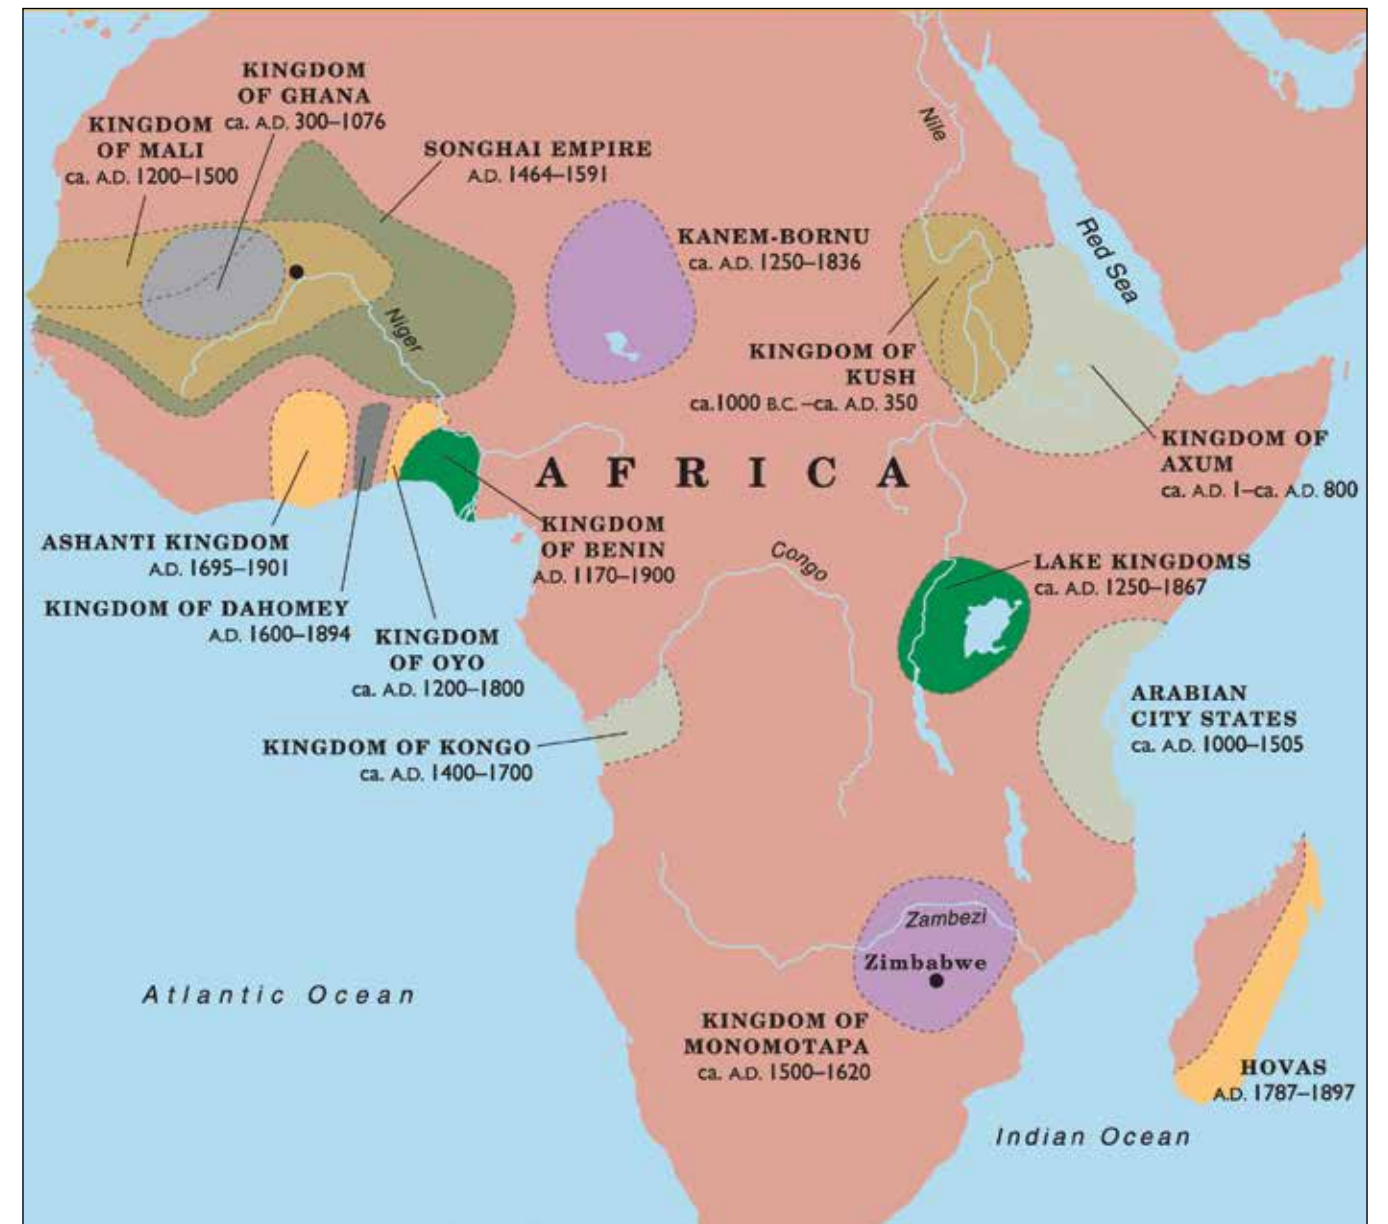 KINGDOM
OF GHANA
ca. A.D. 300–1076
KINGDOM
OF MALI
ca. A.D. 1200–1500
SONGHAI EMPIRE
A.D. 1464–1591
Nile
KANEM-BORNU
ca. A.D. 1250–1836
Red Sea
Niger
KINGDOM OF
KUSH
ca.1000 B.C.–ca. A.D. 350
KINGDOM OF
AXUM
ca. A.D. 1–ca. A.D. 800
AFRICA
ASHANTI KINGDOM
A.D. 1695–1901
KINGDOM
OF BENIN
A.D. 1170–1900
Congo
LAKE KINGDOMS
ca. A.D. 1250–1867
KINGDOM OF DAHOMEY
A.D. 1600–1894
KINGDOM
OF OYO
ca. A.D. 1200–1800
ARABIAN
CITY STATES
ca. A.D. 1000–1505
KINGDOM OF KONGO
ca. A.D. 1400–1700
Zambezi
Zimbabwe
Atlantic Ocean
KINGDOM OF
MONOMOTAPA
ca. A.D. 1500–1620
HOVAS
A.D. 1787–1897
Indian Ocean